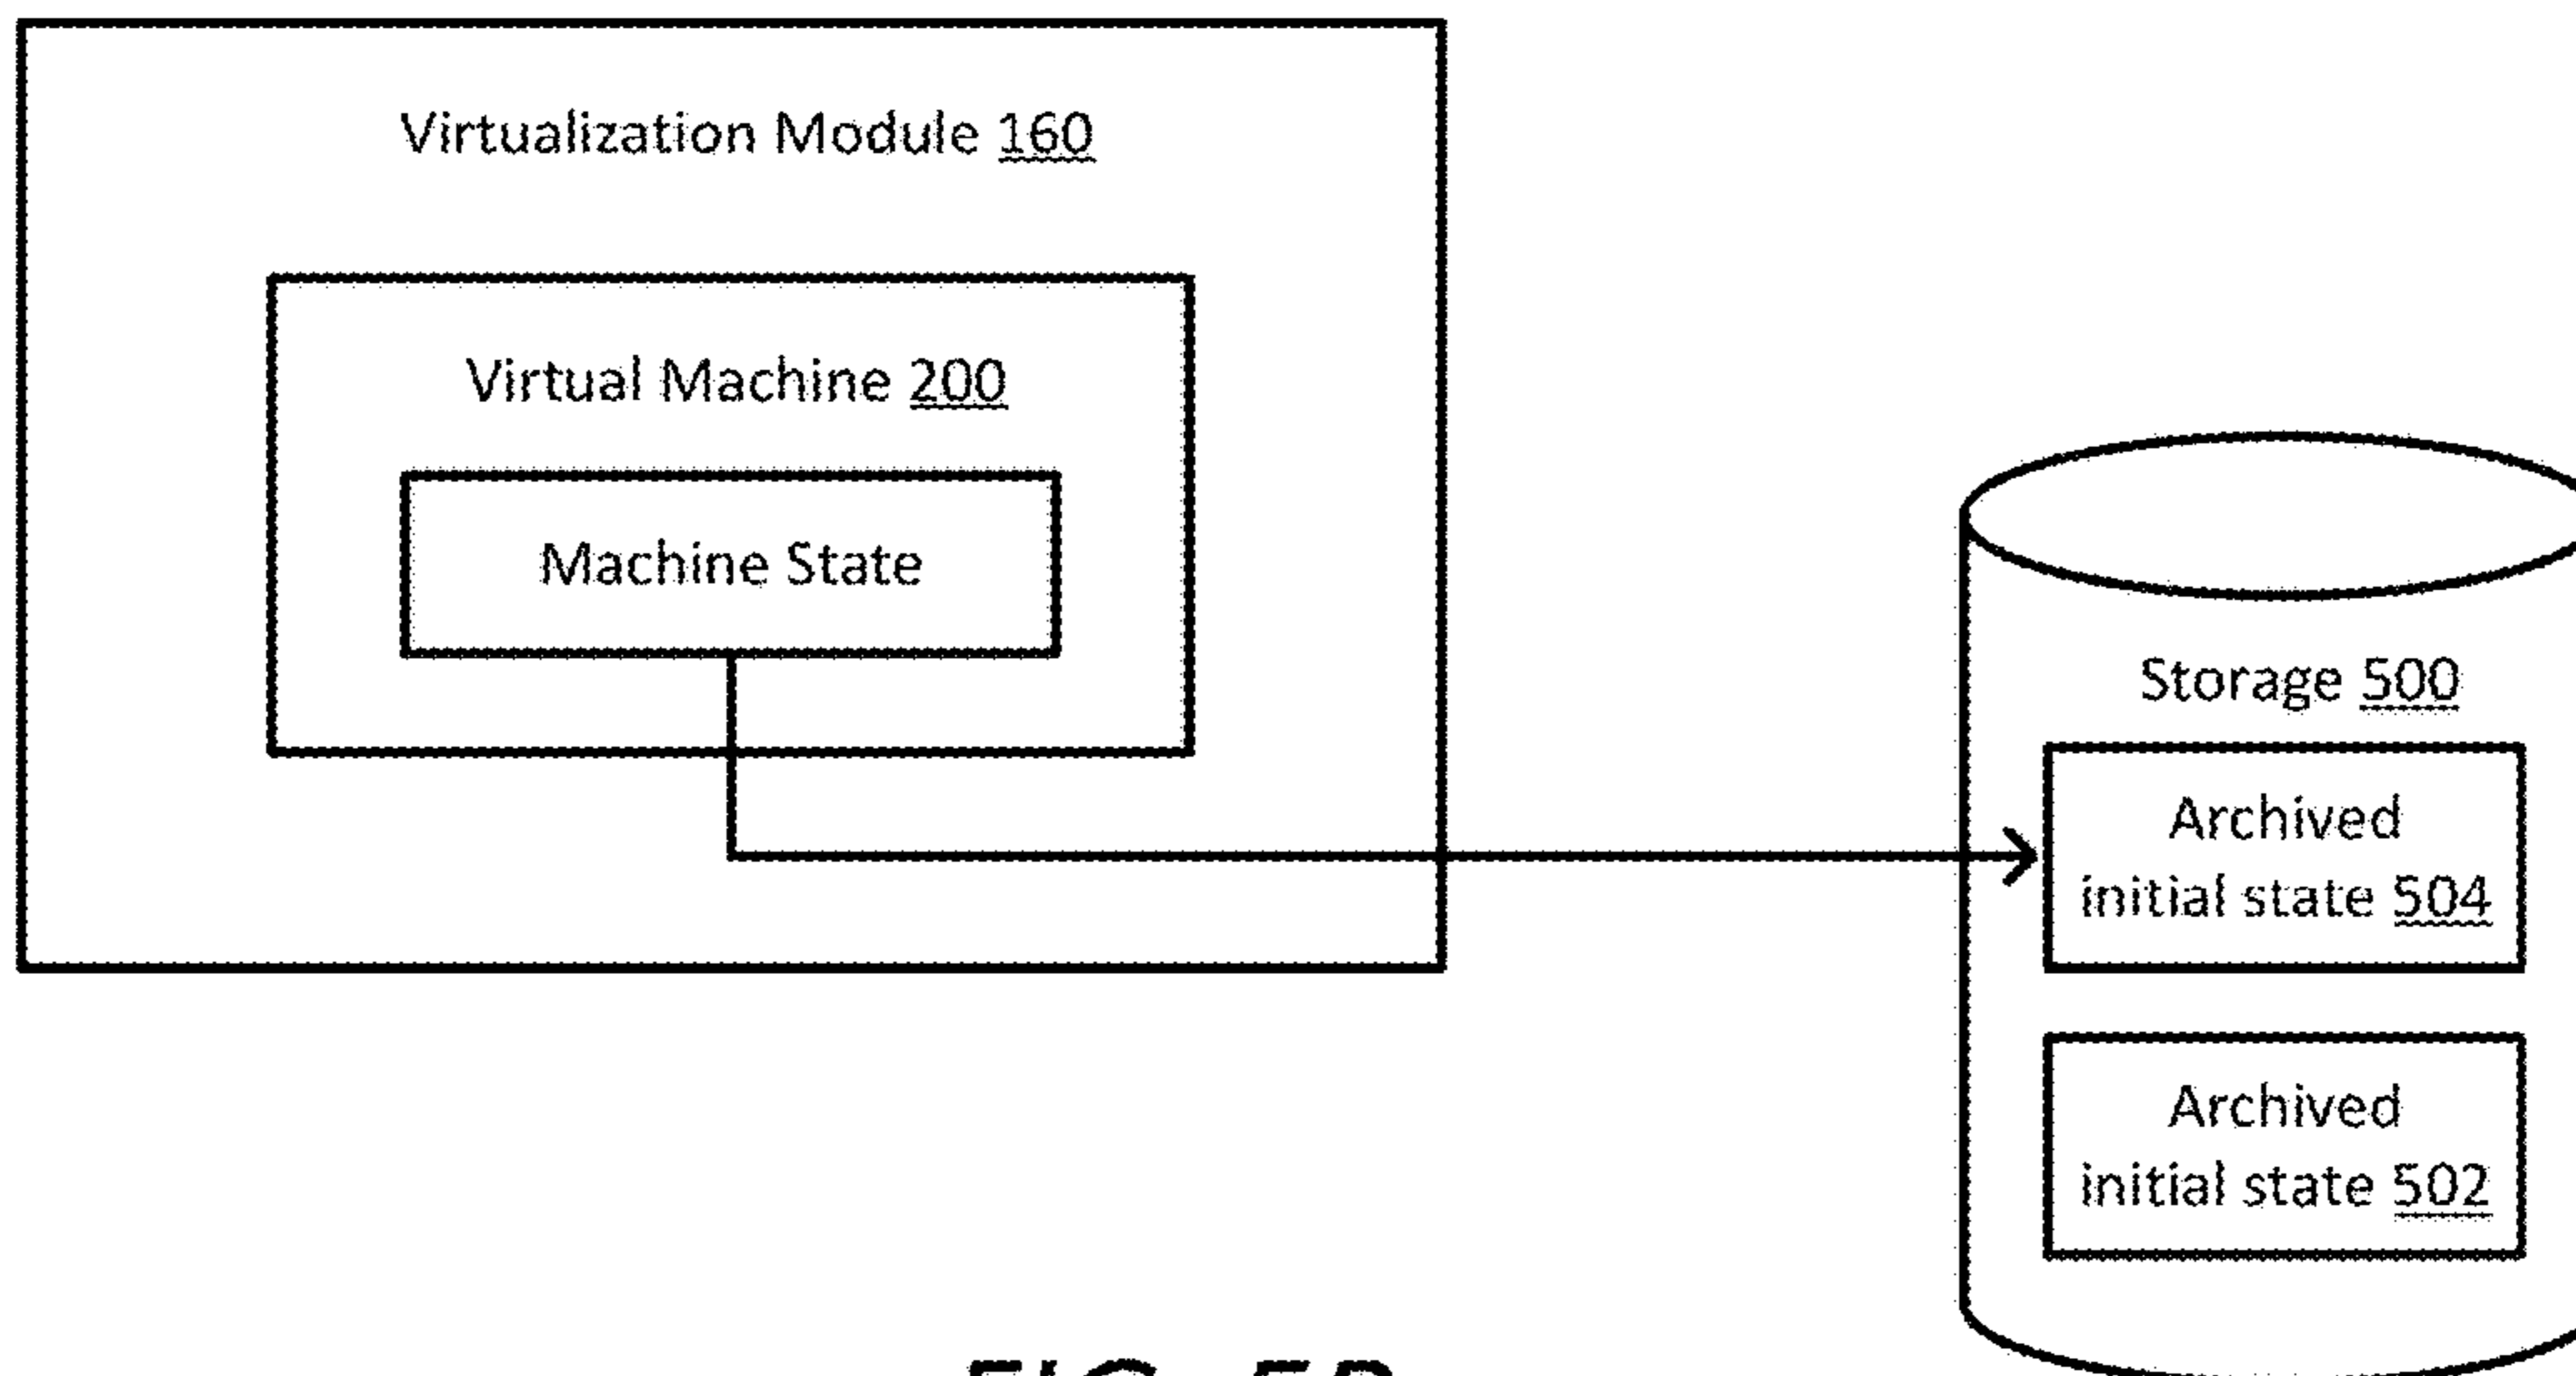 Virtualization Module 160
Virtual Machine 200
Machine State
Storage 500
Archived
initial state 504
Archived
initial state 502